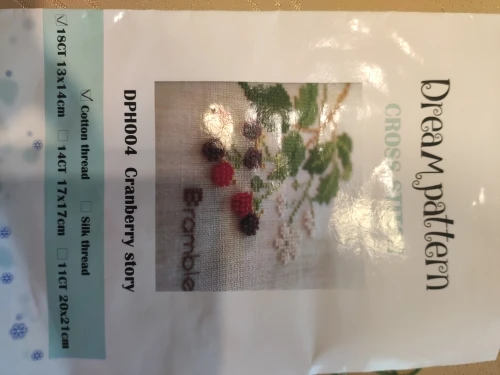 Dream pattern
CROSS STITCH
Bramble
DPH004 Cranberry story
✓ Cotton thread □ Silk thread
✓ 18CT 13x14cm □ 14CT 17x17cm □ 11CT 20x21cm